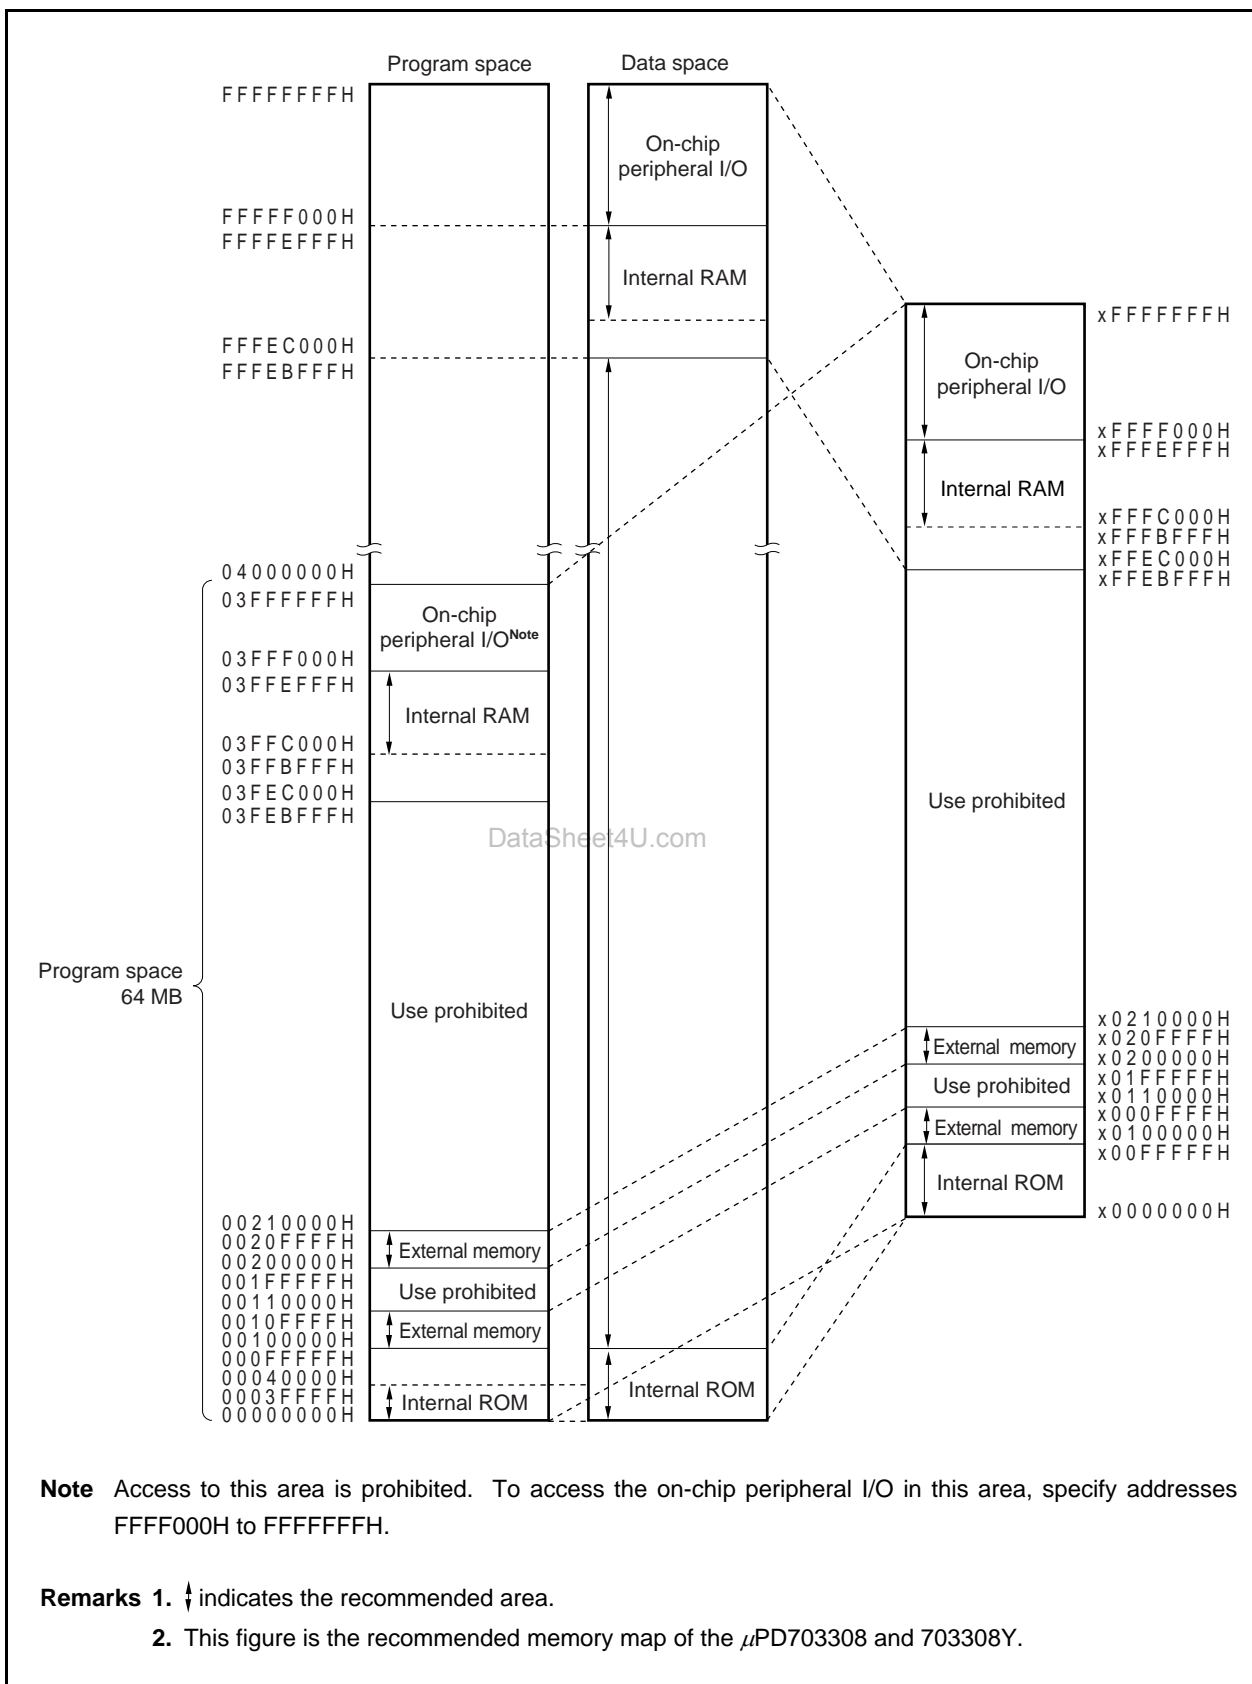 Program space
Data space
FFFFFFFFH
On-chip
peripheral I/O
FFFFF000H
FFFFEFFFH
Internal RAM
FFFEC000H
FFFEBFFFH
xFFFFFFFH
On-chip
peripheral I/O
xFFFF000H
xFFFEFFFH
Internal RAM
xFFFC000H
xFFFBFFFH
xFFEC000H
xFFEBFFFH
04000000H
03FFFFFFH
On-chip
peripheral I/ONote
03FFF000H
03FFEFFFH
Internal RAM
03FFC000H
03FFBFFFH
03FEC000H
03FEBFFFH
Use prohibited
DataSheet4U.com
Program space
64 MB
Use prohibited
x0210000H
x020FFFFH
External memory
x0200000H
x01FFFFFH
Use prohibited
x0110000H
x000FFFFH
External memory
x0100000H
x00FFFFFH
Internal ROM
x0000000H
00210000H
0020FFFFH
External memory
00200000H
001FFFFFH
Use prohibited
00110000H
0010FFFFH
External memory
00100000H
000FFFFFH
00040000H
0003FFFFH
Internal ROM
Internal ROM
00000000H
Note Access to this area is prohibited. To access the on-chip peripheral I/O in this area, specify addresses
FFFF000H to FFFFFFFH.
Remarks 1. indicates the recommended area.
2. This figure is the recommended memory map of the μPD703308 and 703308Y.